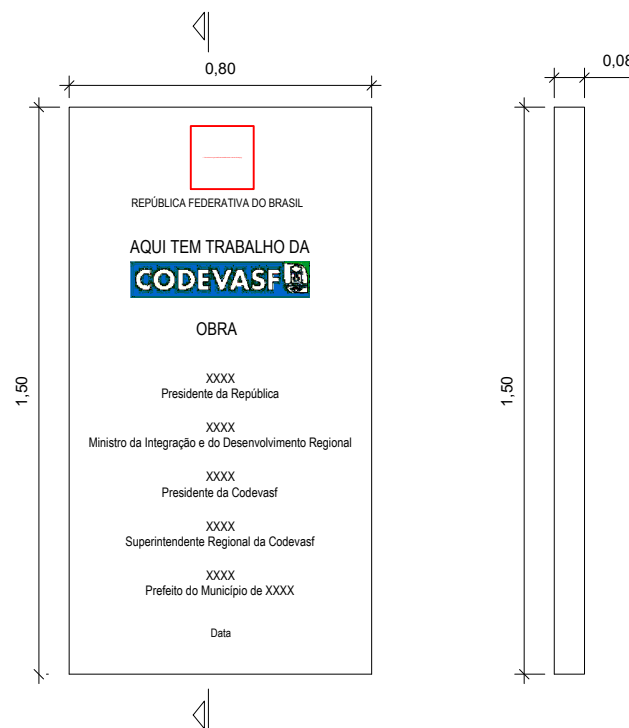 0,80
0,08
REPÚBLICA FEDERATIVA DO BRASIL
AQUI TEM TRABALHO DA
CODEVASF
OBRA
XXXX
Presidente da República
XXXX
Ministro da Integração e do Desenvolvimento Regional
XXXX
Presidente da Codevasf
XXXX
Superintendente Regional da Codevasf
XXXX
Prefeito do Município de XXXX
Data
1,50
1,50